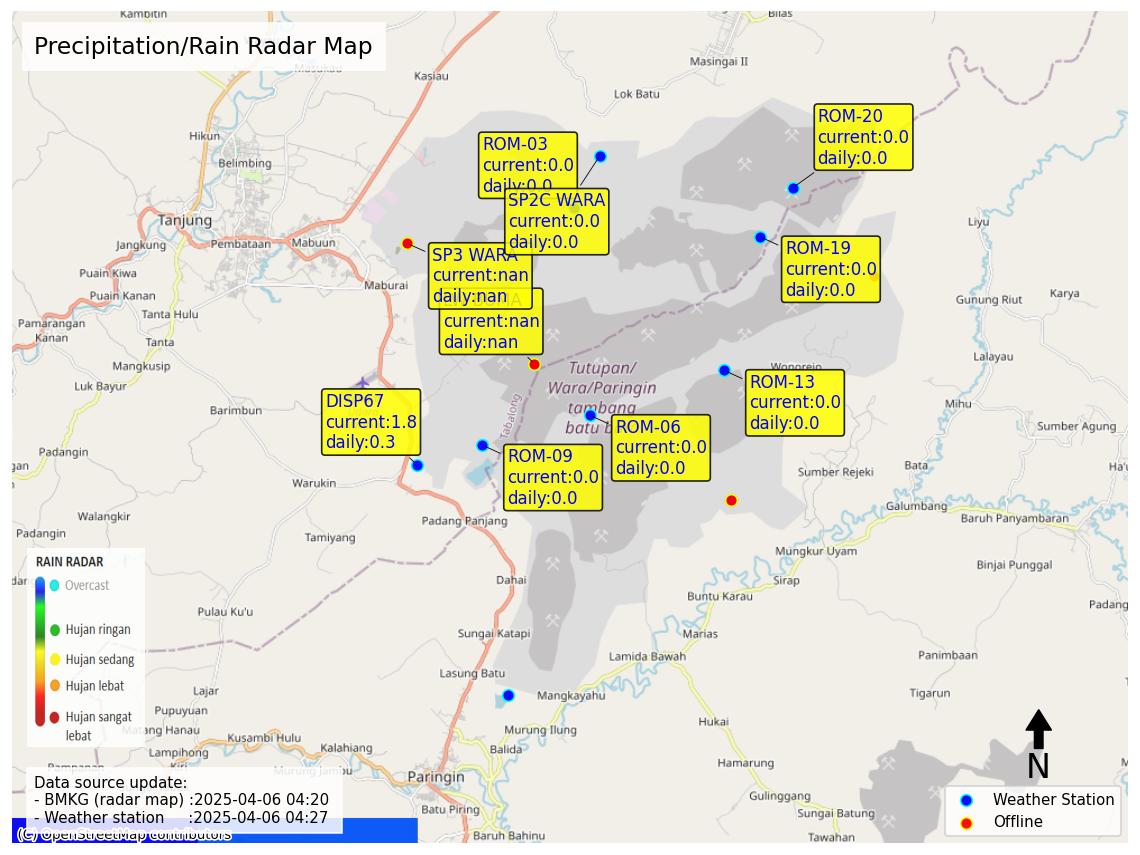 Precipitation/Rain Radar Map
Kambitin
Bilas
Masingai II
Masukau
Kasiau
Lok Batu
ROM-20
current:0.0
daily:0.0
Hikun
Belimbing
ROM-03
current:0.0
daily:0.0
SP2C WARA
current:0.0
daily:0.0
Tanjung
Jangkung
Pembataan
Mabuun
Liyu
SP3 WARA
current:nan
daily:nan
ROM-19
current:0.0
daily:0.0
Puain Kiwa
Maburai
Puain Kanan
Tanta Hulu
Gunung Riut
Karya
current:nan
daily:nan
Pamarangan
Kanan
Tanta
Mangkusip
Lalayau
Luk Bayur
Tutupan/
Wara/Paringin
tambang
batu b
Wonorejo
ROM-13
current:0.0
daily:0.0
Barimbun
DISP67
current:1.8
daily:0.3
Tabalong
Mihu
ROM-06
current:0.0
daily:0.0
Sumber Agung
Padangin
ROM-09
current:0.0
daily:0.0
Warukin
Sumber Rejeki
Bata
Galumbang
Baruh Panyambaran
Walangkir
Padang Panjang
Padangin
Tamiyang
Mungkur Uyam
Binjai Punggal
Dahai
Sirap
Buntu Karau
Padang
Pulau Ku'u
Sungai Katapi
Marias
Lamida Bawah
Panimbaan
Lasung Batu
Lajar
Mangkayahu
Tigarun
Pupuyuan
Hukai
Matang Hanau
Kusambi Hulu
Murung Ilung
Lampihong
Kalahiang
Balida
Hamarung
Murung Jambu
Paringin
Gulinggang
Batu Piring
Sungai Batung
Baruh Bahinu
Tawahan
RAIN RADAR
Overcast
Hujan ringan
Hujan sedang
Hujan lebat
Hujan sangat
lebat
Data source update:
- BMKG (radar map) :2025-04-06 04:20
- Weather station :2025-04-06 04:27
(C) OpenStreetMap contributors
N
Weather Station
Offline